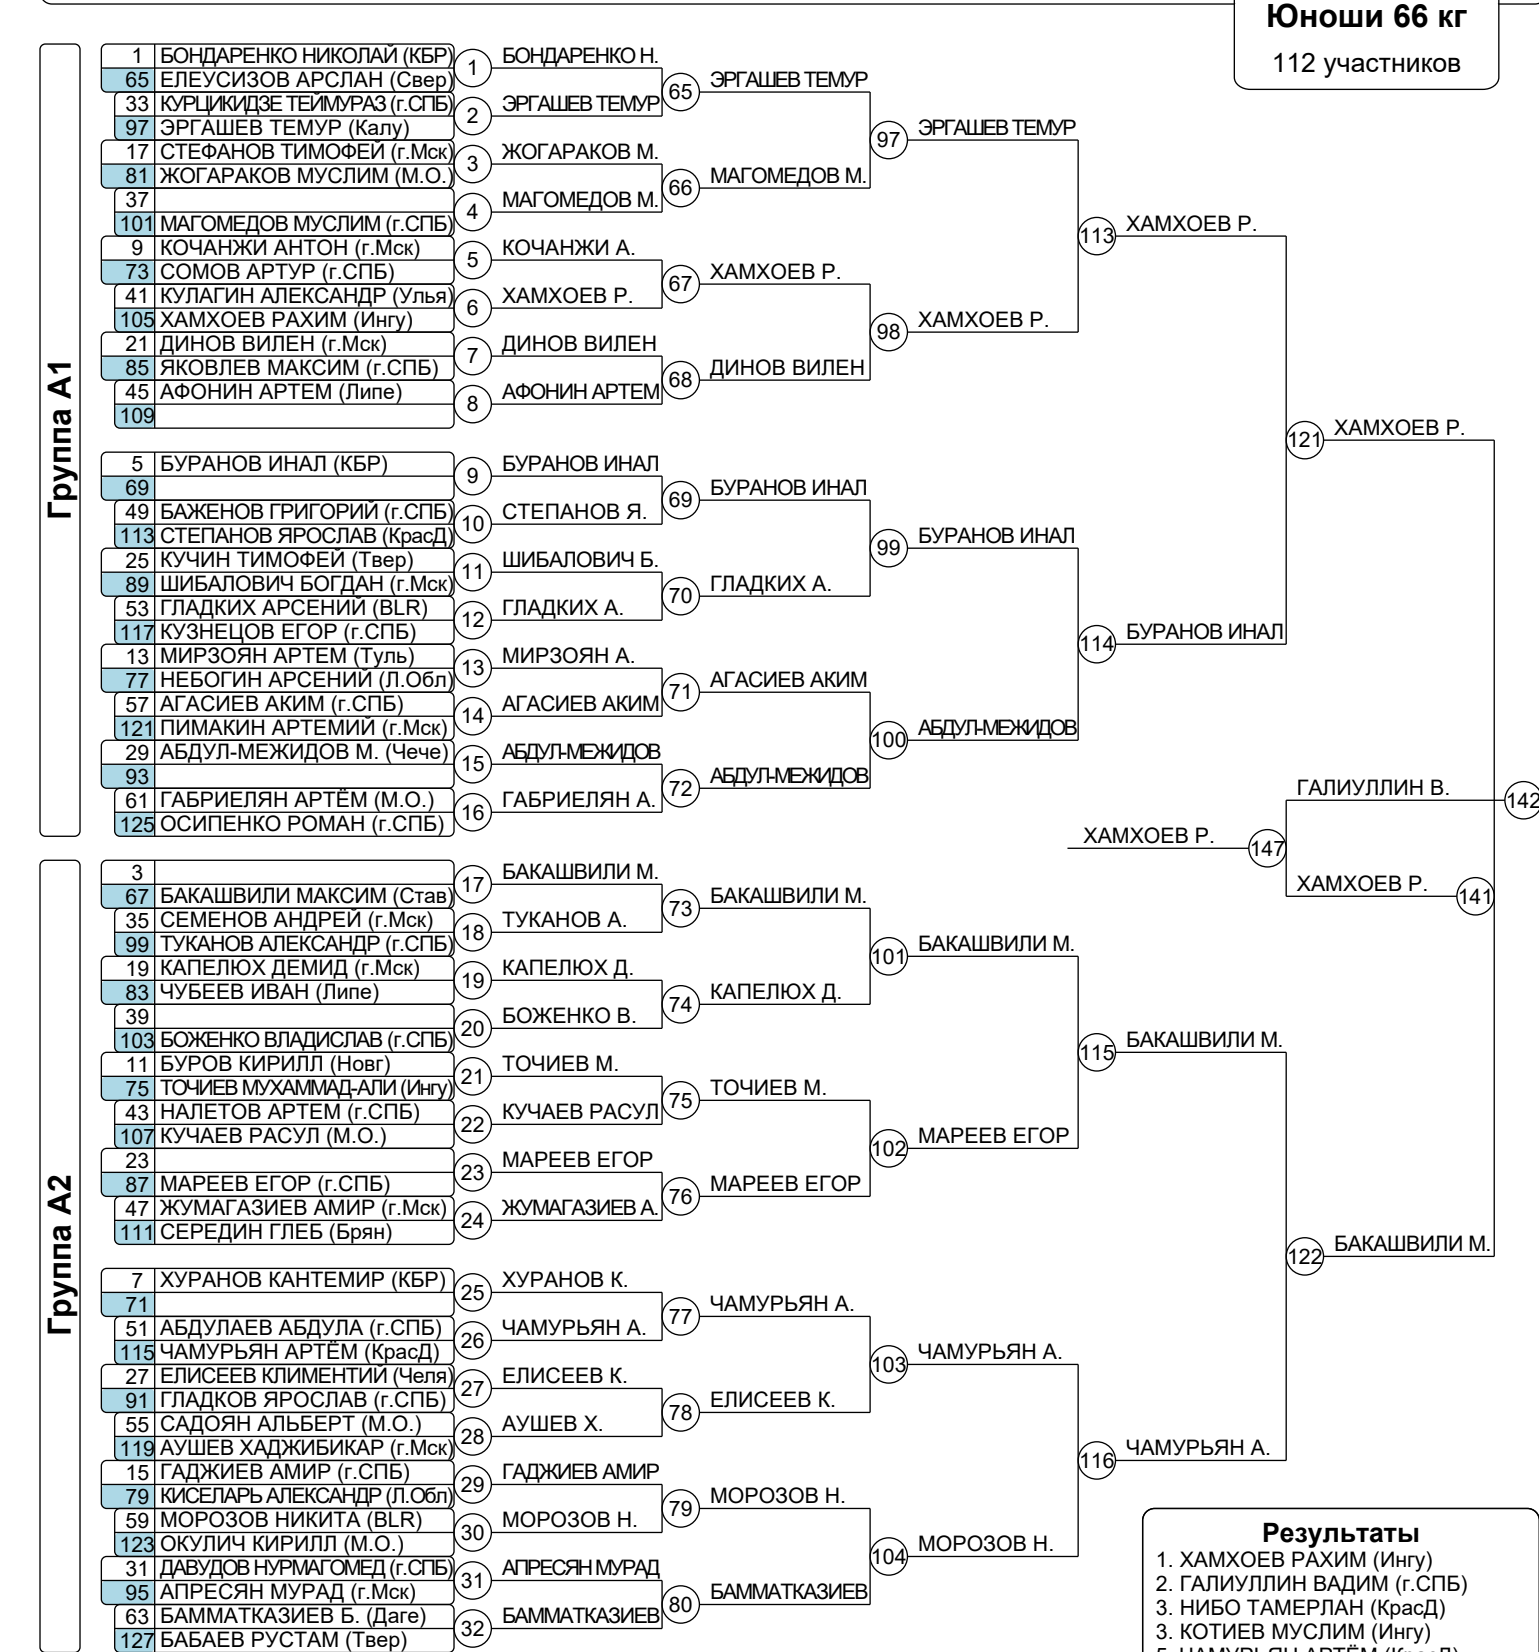 Юноши 66 кг
112 участников
Группа A1
1 БОНДАРЕНКО НИКОЛАЙ (КБР)
65 ЕЛЕУСИЗОВ АРСЛАН (Свер)
33 КУРЦИКИДЗЕ ТЕЙМУРАЗ (г.СПБ)
97 ЭРГАШЕВ ТЕМУР (Калу)
17 СТЕФАНОВ ТИМОФЕЙ (г.Мск)
81 ЖОГАРАКОВ МУСЛИМ (М.О.)
37
101 МАГОМЕДОВ МУСЛИМ (г.СПБ)
9 КОЧАНЖИ АНТОН (г.Мск)
73 СОМОВ АРТУР (г.СПБ)
41 КУЛАГИН АЛЕКСАНДР (Улья)
105 ХАМХОЕВ РАХИМ (Ингу)
21 ДИНОВ ВИЛЕН (г.Мск)
85 ЯКОВЛЕВ МАКСИМ (г.СПБ)
45 АФОНИН АРТЕМ (Липе)
109
5 БУРАНОВ ИНАЛ (КБР)
69
49 БАЖЕНОВ ГРИГОРИЙ (г.СПБ)
113 СТЕПАНОВ ЯРОСЛАВ (КрасД)
25 КУЧИН ТИМОФЕЙ (Твер)
89 ШИБАЛОВИЧ БОГДАН (г.Мск)
53 ГЛАДКИХ АРСЕНИЙ (BLR)
117 КУЗНЕЦОВ ЕГОР (г.СПБ)
13 МИРЗОЯН АРТЕМ (Туль)
77 НЕБОГИН АРСЕНИЙ (Л.Обл)
57 АГАСИЕВ АКИМ (г.СПБ)
121 ПИМАКИН АРТЕМИЙ (г.Мск)
29 АБДУЛ-МЕЖИДОВ М. (Чече)
93
61 ГАБРИЕЛЯН АРТЁМ (М.О.)
125 ОСИПЕНКО РОМАН (г.СПБ)
Группа A2
3
67 БАКАШВИЛИ МАКСИМ (Став)
35 СЕМЕНОВ АНДРЕЙ (г.Мск)
99 ТУКАНОВ АЛЕКСАНДР (г.СПБ)
19 КАПЕЛЮХ ДЕМИД (г.Мск)
83 ЧУБЕЕВ ИВАН (Липе)
39
103 БОЖЕНКО ВЛАДИСЛАВ (г.СПБ)
11 БУРОВ КИРИЛЛ (Новг)
75 ТОЧИЕВ МУХАММАД-АЛИ (Ингу)
43 НАЛЕТОВ АРТЕМ (г.СПБ)
107 КУЧАЕВ РАСУЛ (М.О.)
23
87 МАРЕЕВ ЕГОР (г.СПБ)
47 ЖУМАГАЗИЕВ АМИР (г.Мск)
111 СЕРЕДИН ГЛЕБ (Брян)
7 ХУРАНОВ КАНТЕМИР (КБР)
71
51 АБДУЛАЕВ АБДУЛА (г.СПБ)
115 ЧАМУРЬЯН АРТЁМ (КрасД)
27 ЕЛИСЕЕВ КЛИМЕНТИЙ (Челя)
91 ГЛАДКОВ ЯРОСЛАВ (г.СПБ)
55 САДОЯН АЛЬБЕРТ (М.О.)
119 АУШЕВ ХАДЖИБИКАР (г.Мск)
15 ГАДЖИЕВ АМИР (г.СПБ)
79 КИСЕЛАРЬ АЛЕКСАНДР (Л.Обл)
59 МОРОЗОВ НИКИТА (BLR)
123 ОКУЛИЧ КИРИЛЛ (М.О.)
31 ДАВУДОВ НУРМАГОМЕД (г.СПБ)
95 АПРЕСЯН МУРАД (г.Мск)
63 БАММАТКАЗИЕВ Б. (Даге)
127 БАБАЕВ РУСТАМ (Твер)
1 БОНДАРЕНКО Н.
2 ЭРГАШЕВ ТЕМУР
3 ЖОГАРАКОВ М.
4 МАГОМЕДОВ М.
5 КОЧАНЖИ А.
6 ХАМХОЕВ Р.
7 ДИНОВ ВИЛЕН
8 АФОНИН АРТЕМ
9 БУРАНОВ ИНАЛ
10 СТЕПАНОВ Я.
11 ШИБАЛОВИЧ Б.
12 ГЛАДКИХ А.
13 МИРЗОЯН А.
14 АГАСИЕВ АКИМ
15 АБДУЛ-МЕЖИДОВ
16 ГАБРИЕЛЯН А.
17 БАКАШВИЛИ М.
18 ТУКАНОВ А.
19 КАПЕЛЮХ Д.
20 БОЖЕНКО В.
21 ТОЧИЕВ М.
22 КУЧАЕВ РАСУЛ
23 МАРЕЕВ ЕГОР
24 ЖУМАГАЗИЕВ А.
25 ХУРАНОВ К.
26 ЧАМУРЬЯН А.
27 ЕЛИСЕЕВ К.
28 АУШЕВ Х.
29 ГАДЖИЕВ АМИР
30 МОРОЗОВ Н.
31 АПРЕСЯН МУРАД
32 БАММАТКАЗИЕВ
65 ЭРГАШЕВ ТЕМУР
66 МАГОМЕДОВ М.
67 ХАМХОЕВ Р.
68 ДИНОВ ВИЛЕН
69 БУРАНОВ ИНАЛ
70 ГЛАДКИХ А.
71 АГАСИЕВ АКИМ
72 АБДУЛ-МЕЖИДОВ
73 БАКАШВИЛИ М.
74 КАПЕЛЮХ Д.
75 ТОЧИЕВ М.
76 МАРЕЕВ ЕГОР
77 ЧАМУРЬЯН А.
78 ЕЛИСЕЕВ К.
79 МОРОЗОВ Н.
80 БАММАТКАЗИЕВ
97 ЭРГАШЕВ ТЕМУР
98 ХАМХОЕВ Р.
99 БУРАНОВ ИНАЛ
100 АБДУЛ-МЕЖИДОВ
101 БАКАШВИЛИ М.
102 МАРЕЕВ ЕГОР
103 ЧАМУРЬЯН А.
104 МОРОЗОВ Н.
113 ХАМХОЕВ Р.
114 БУРАНОВ ИНАЛ
115 БАКАШВИЛИ М.
116 ЧАМУРЬЯН А.
121 ХАМХОЕВ Р.
122 БАКАШВИЛИ М.
ГАЛИУЛЛИН В. 142
ХАМХОЕВ Р. 147
ХАМХОЕВ Р. 141
Результаты
1. ХАМХОЕВ РАХИМ (Ингу)
2. ГАЛИУЛЛИН ВАДИМ (г.СПБ)
3. НИБО ТАМЕРЛАН (КрасД)
3. КОТИЕВ МУСЛИМ (Ингу)
5. ЧАМУРЬЯН АРТЁМ (КрасД)